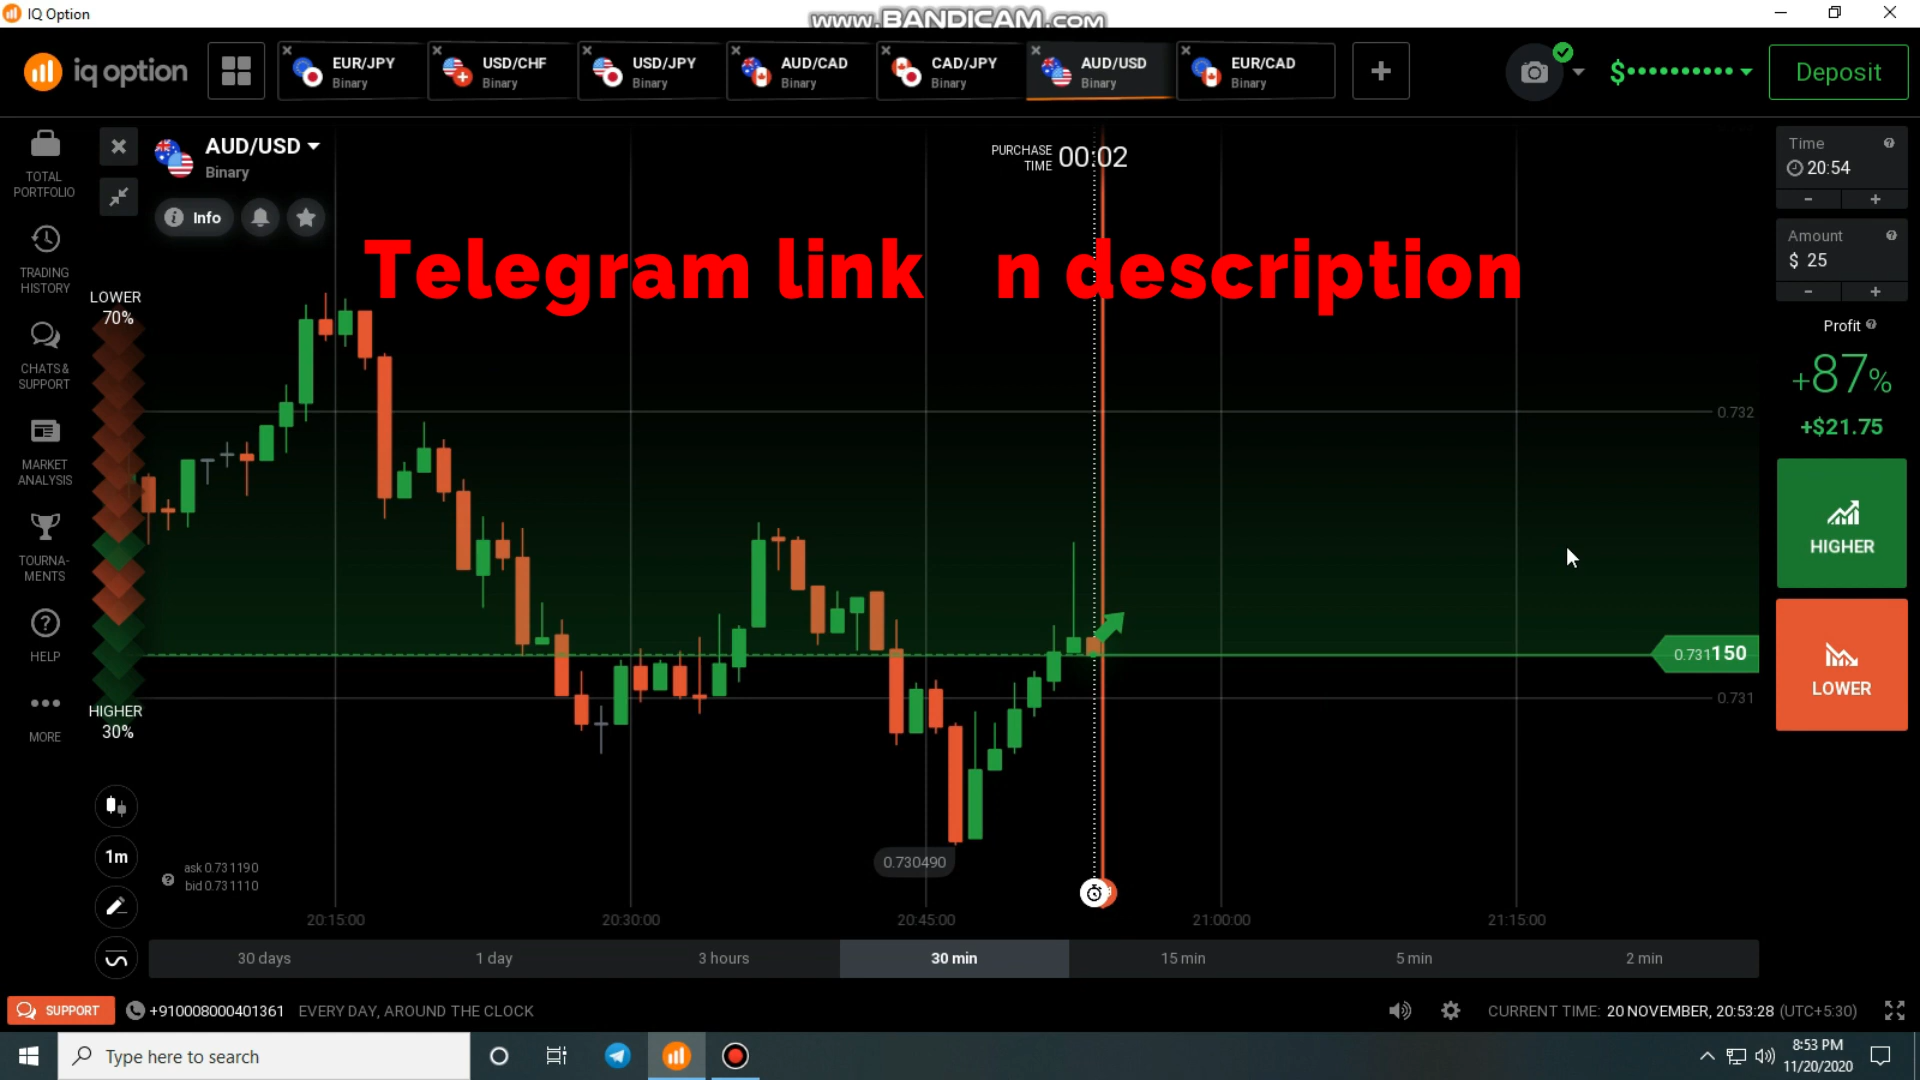 IQ Option
www.BANDICAM.com
iq option
EUR/JPY
Binary
USD/CHF
Binary
USD/JPY
Binary
AUD/CAD
Binary
CAD/JPY
Binary
AUD/USD
Binary
EUR/CAD
Binary
+
$••••••••••
Deposit
TOTAL
PORTFOLIO
TRADING
HISTORY
CHATS &
SUPPORT
MARKET
ANALYSIS
TOURNA-
MENTS
HELP
MORE
AUD/USD
Binary
Info
PURCHASE
TIME 00:02
Telegram link n description
LOWER
70%
HIGHER
30%
0.732
0.731150
0.731
0.730490
1m
ask 0.731190
bid 0.731110
20:15:00
20:30:00
20:45:00
21:00:00
21:15:00
30 days
1 day
3 hours
30 min
15 min
5 min
2 min
Time
20:54
- +
Amount
$ 25
- +
Profit
+87%
+$21.75
HIGHER
LOWER
SUPPORT
+910008000401361 EVERY DAY, AROUND THE CLOCK
CURRENT TIME: 20 NOVEMBER, 20:53:28 (UTC+5:30)
Type here to search
8:53 PM
11/20/2020